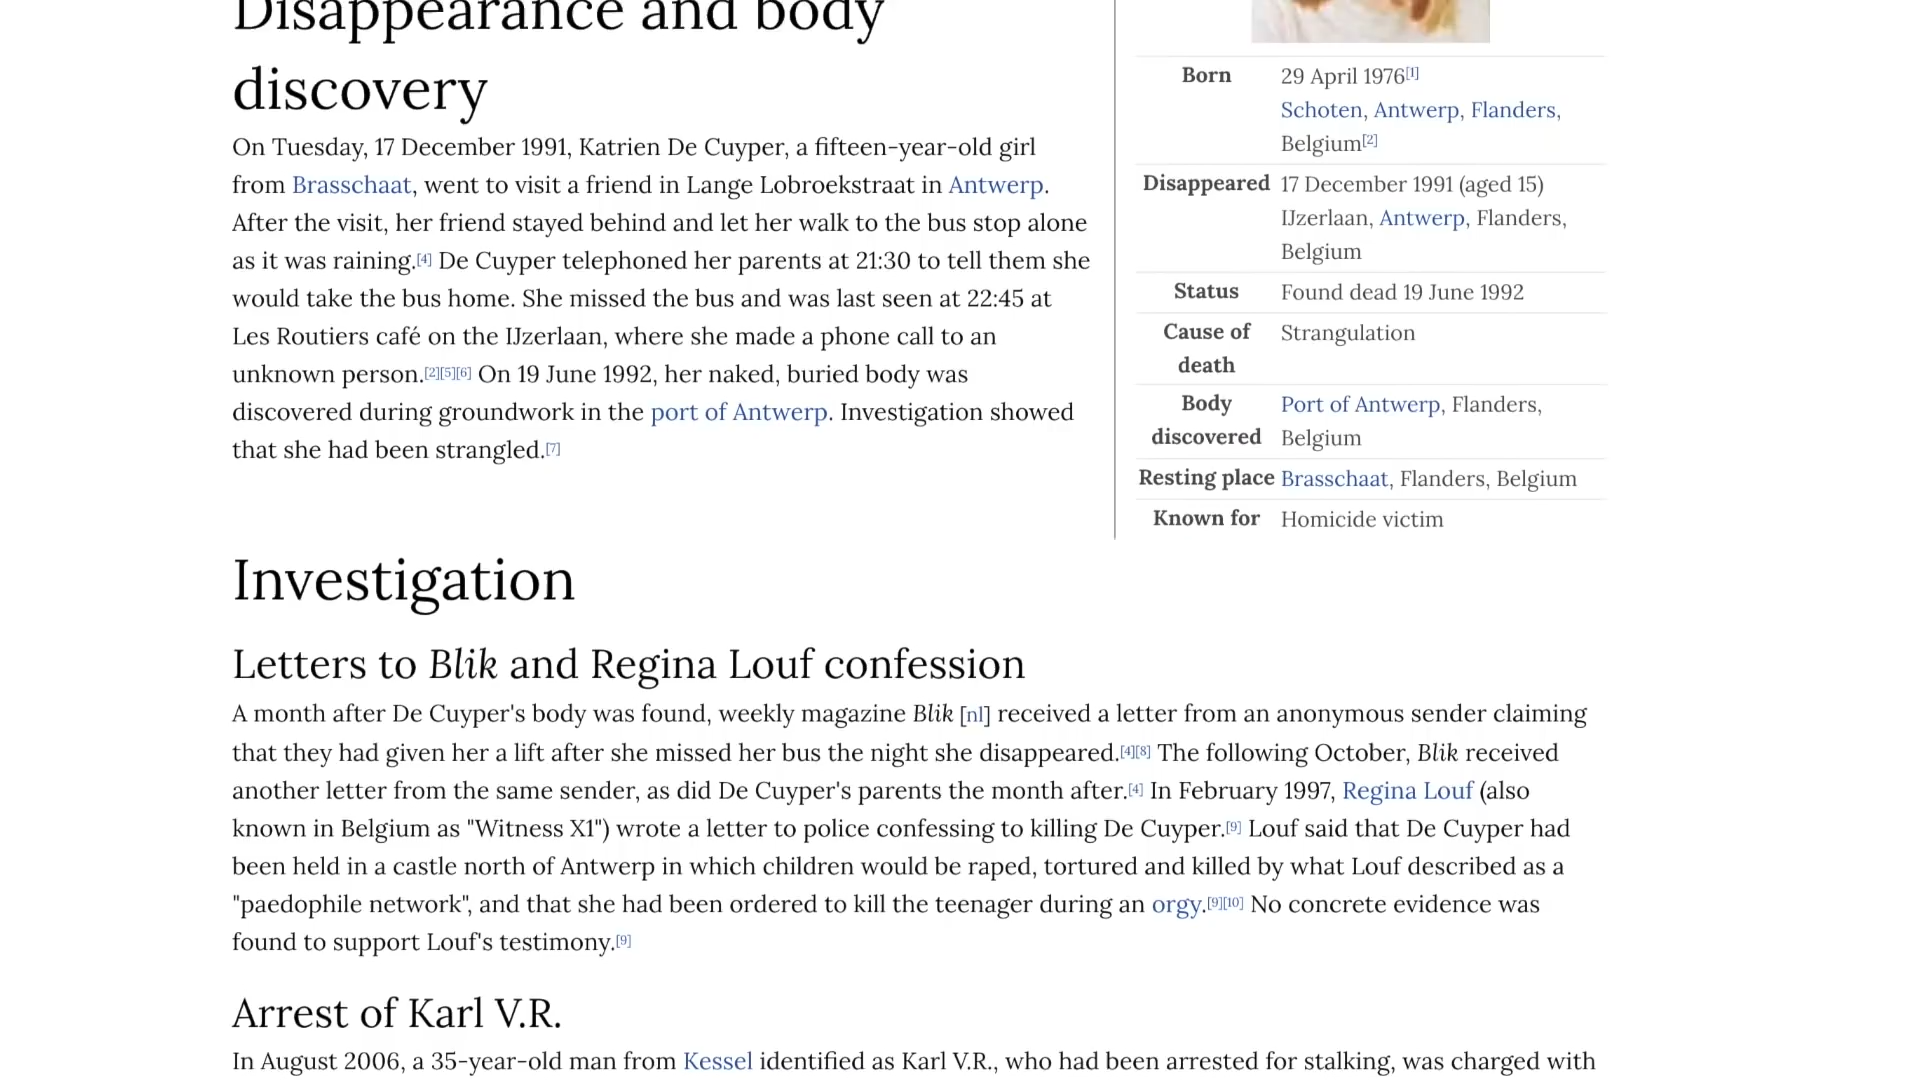 Disappearance and body
discovery
On Tuesday, 17 December 1991, Katrien De Cuyper, a fifteen-year-old girl
from Brasschaat, went to visit a friend in Lange Lobroekstraat in Antwerp.
After the visit, her friend stayed behind and let her walk to the bus stop alone
as it was raining.[4] De Cuyper telephoned her parents at 21:30 to tell them she
would take the bus home. She missed the bus and was last seen at 22:45 at
Les Routiers café on the IJzerlaan, where she made a phone call to an
unknown person.[2][5][6] On 19 June 1992, her naked, buried body was
discovered during groundwork in the port of Antwerp. Investigation showed
that she had been strangled.[7]
Born 29 April 1976[1]
Schoten, Antwerp, Flanders,
Belgium[2]
Disappeared 17 December 1991 (aged 15)
IJzerlaan, Antwerp, Flanders,
Belgium
Status Found dead 19 June 1992
Cause of Strangulation
death
Body Port of Antwerp, Flanders,
discovered Belgium
Resting place Brasschaat, Flanders, Belgium
Known for Homicide victim
Investigation
Letters to Blik and Regina Louf confession
A month after De Cuyper's body was found, weekly magazine Blik [nl] received a letter from an anonymous sender claiming
that they had given her a lift after she missed her bus the night she disappeared.[4][8] The following October, Blik received
another letter from the same sender, as did De Cuyper's parents the month after.[4] In February 1997, Regina Louf (also
known in Belgium as "Witness X1") wrote a letter to police confessing to killing De Cuyper.[9] Louf said that De Cuyper had
been held in a castle north of Antwerp in which children would be raped, tortured and killed by what Louf described as a
"paedophile network", and that she had been ordered to kill the teenager during an orgy.[9][10] No concrete evidence was
found to support Louf's testimony.[9]
Arrest of Karl V.R.
In August 2006, a 35-year-old man from Kessel identified as Karl V.R., who had been arrested for stalking, was charged with